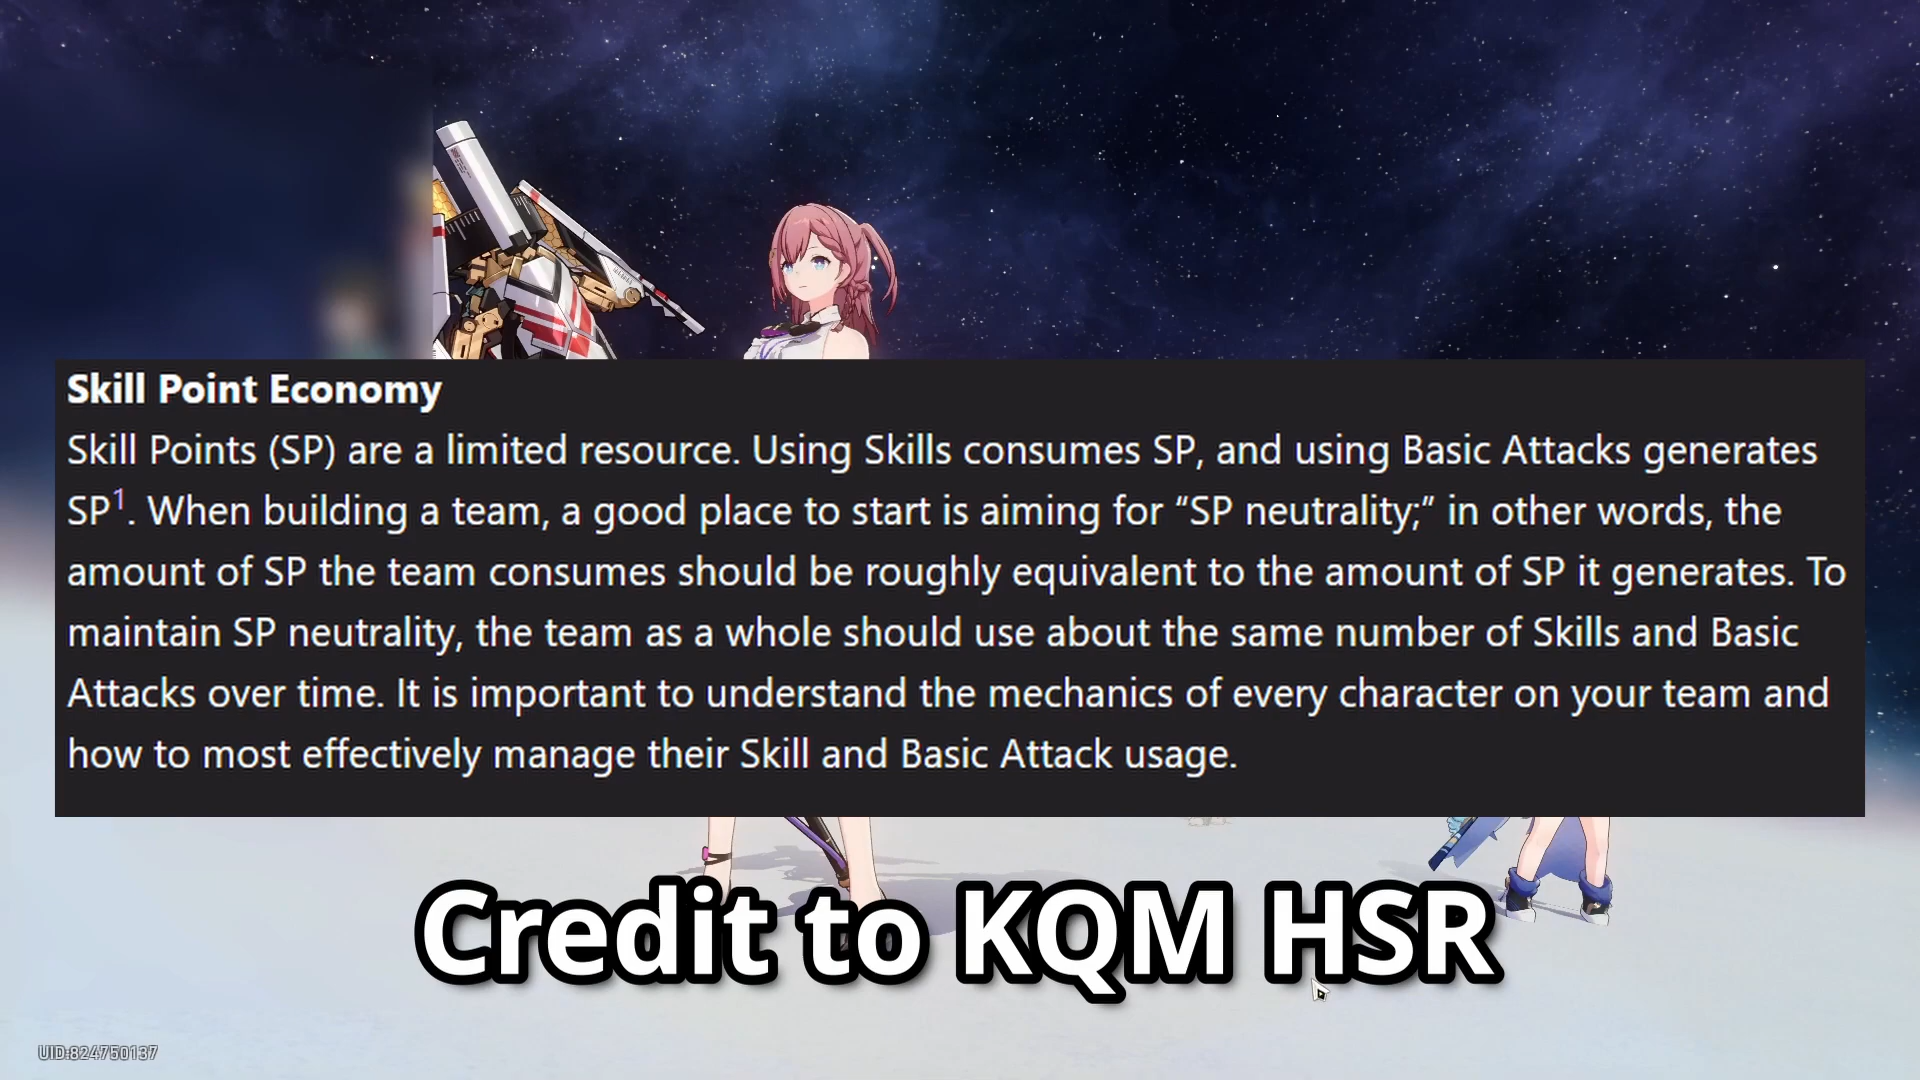 Skill Point Economy
Skill Points (SP) are a limited resource. Using Skills consumes SP, and using Basic Attacks generates
SP¹. When building a team, a good place to start is aiming for “SP neutrality;” in other words, the
amount of SP the team consumes should be roughly equivalent to the amount of SP it generates. To
maintain SP neutrality, the team as a whole should use about the same number of Skills and Basic
Attacks over time. It is important to understand the mechanics of every character on your team and
how to most effectively manage their Skill and Basic Attack usage.
Credit to KQM HSR
UID:824750137